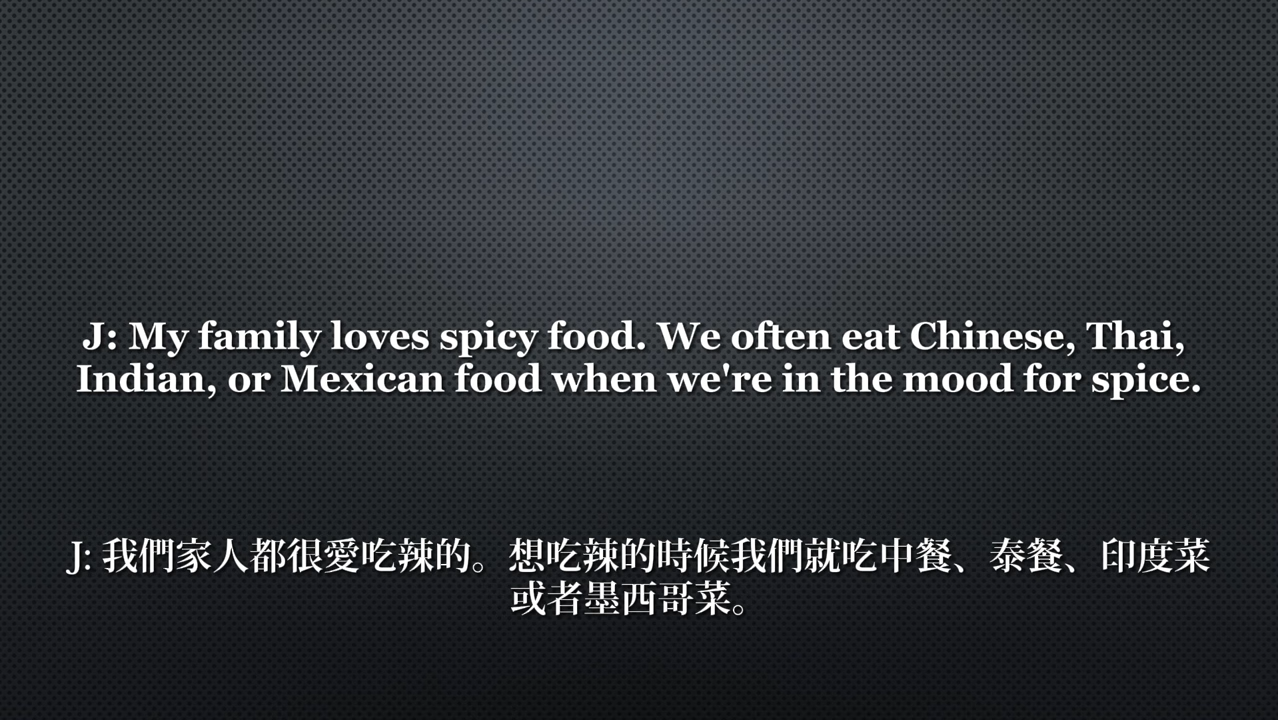 J: My family loves spicy food. We often eat Chinese, Thai,
Indian, or Mexican food when we're in the mood for spice.
J: 我們家人都很愛吃辣的。想吃辣的時候我們就吃中餐、泰餐、印度菜
或者墨西哥菜。